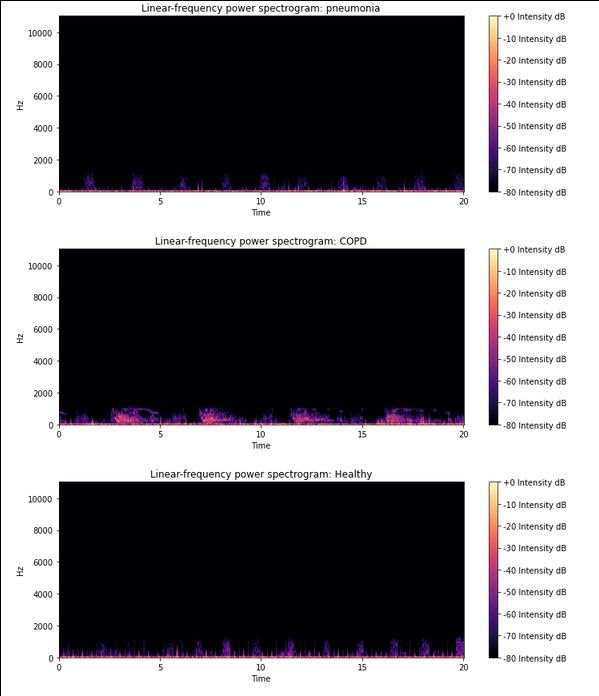 Linear-frequency power spectrogram: pneumonia
10000
8000
6000
4000
2000
0
Hz
0 5 10 15 20
Time
+0 Intensity dB
-10 Intensity dB
-20 Intensity dB
-30 Intensity dB
-40 Intensity dB
-50 Intensity dB
-60 Intensity dB
-70 Intensity dB
-80 Intensity dB
Linear-frequency power spectrogram: COPD
10000
8000
6000
4000
2000
0
Hz
0 5 10 15 20
Time
+0 Intensity dB
-10 Intensity dB
-20 Intensity dB
-30 Intensity dB
-40 Intensity dB
-50 Intensity dB
-60 Intensity dB
-70 Intensity dB
-80 Intensity dB
Linear-frequency power spectrogram: Healthy
10000
8000
6000
4000
2000
0
Hz
0 5 10 15 20
Time
+0 Intensity dB
-10 Intensity dB
-20 Intensity dB
-30 Intensity dB
-40 Intensity dB
-50 Intensity dB
-60 Intensity dB
-70 Intensity dB
-80 Intensity dB